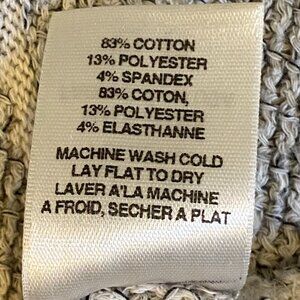 83% COTTON
13% POLYESTER
4% SPANDEX
83% COTON,
13% POLYESTER
4% ELASTHANNE
MACHINE WASH COLD
LAY FLAT TO DRY
LAVER A'LA MACHINE
A FROID, SECHER A PLAT